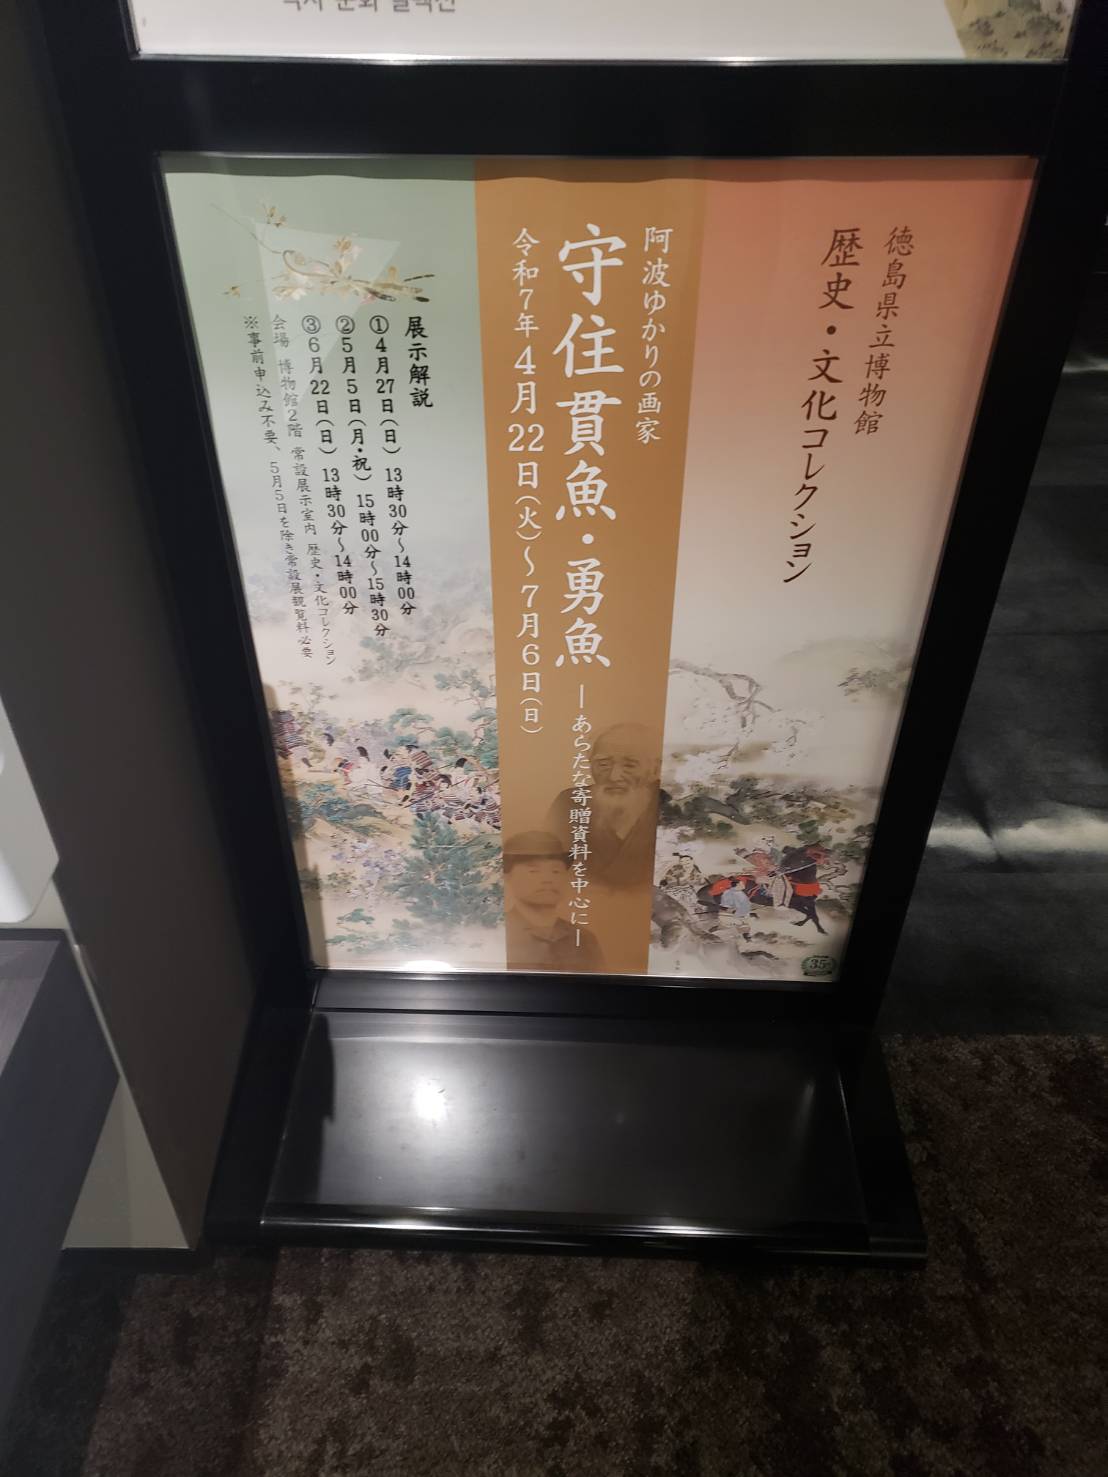 역사 문화 컬렉션
徳島県立博物館
歴史・文化コレクション
阿波ゆかりの画家
守住貫魚・勇魚 ―あらたな寄贈資料を中心に―
令和7年 4月22日(火)〜7月6日(日)
展示解説
①4月27日(日) 13時30分〜14時00分
②5月5日(月・祝) 15時00分〜15時30分
③6月22日(日) 13時30分〜14時00分
会場 博物館2階 常設展示室内 歴史・文化コレクション
※事前申込み不要、5月5日を除き常設展観覧料必要
35